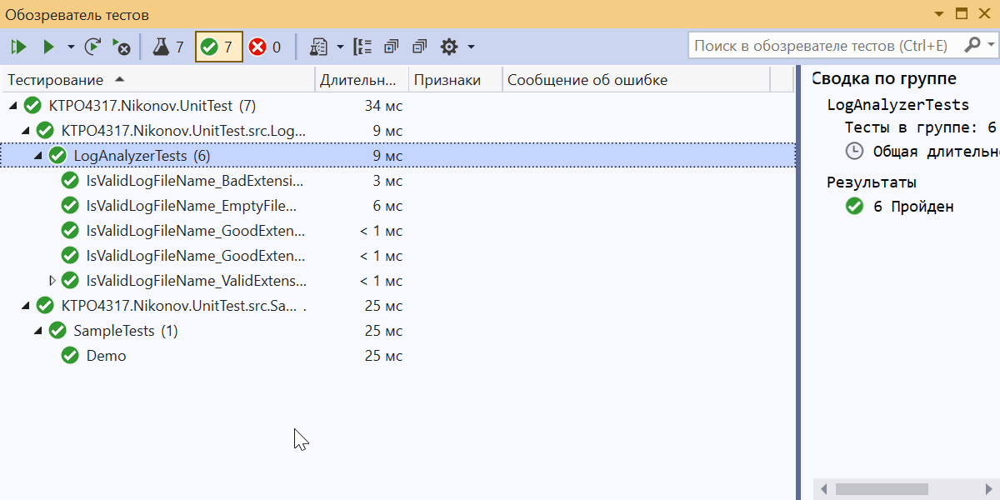 Обозреватель тестов
7 7 0 Поиск в обозревателе тестов (Ctrl+E)
Тестирование Длительн... Признаки Сообщение об ошибке
KTPO4317.Nikonov.UnitTest (7) 34 мс
KTPO4317.Nikonov.UnitTest.src.Log... 9 мс
LogAnalyzerTests (6) 9 мс
IsValidLogFileName_BadExtensi... 3 мс
IsValidLogFileName_EmptyFile... 6 мс
IsValidLogFileName_GoodExten... < 1 мс
IsValidLogFileName_GoodExten... < 1 мс
IsValidLogFileName_ValidExtens... < 1 мс
KTPO4317.Nikonov.UnitTest.src.Sa... . 25 мс
SampleTests (1) 25 мс
Demo 25 мс
Сводка по группе
LogAnalyzerTests
Тесты в группе: 6
Общая длительн
Результаты
6 Пройден